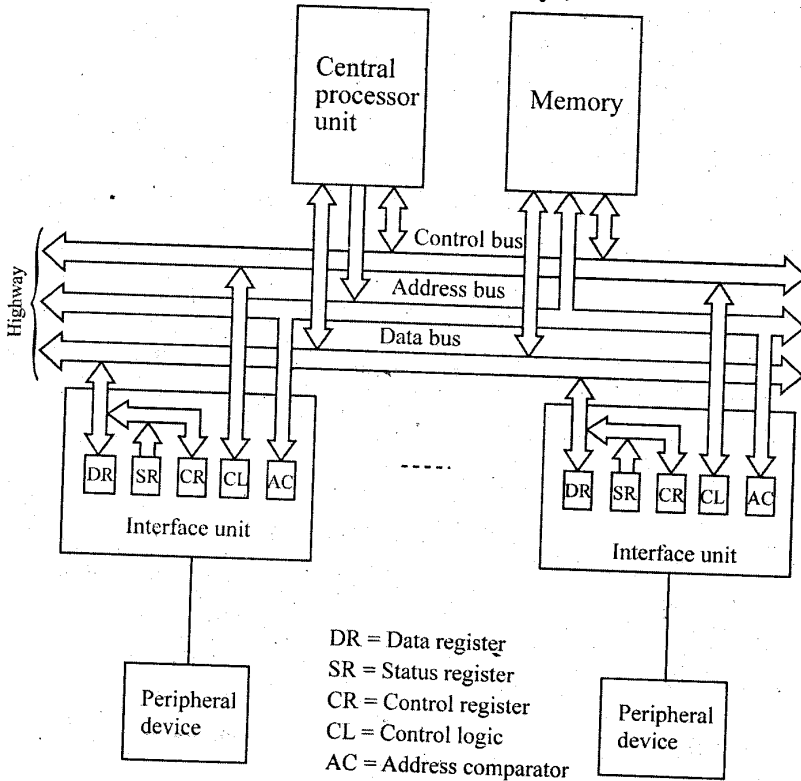 Central
processor
unit
Memory
Control bus
Address bus
Data bus
Highway
DR
SR
CR
CL
AC
Interface unit
DR
SR
CR
CL
AC
Interface unit
Peripheral
device
Peripheral
device
DR = Data register
SR = Status register
CR = Control register
CL = Control logic
AC = Address comparator